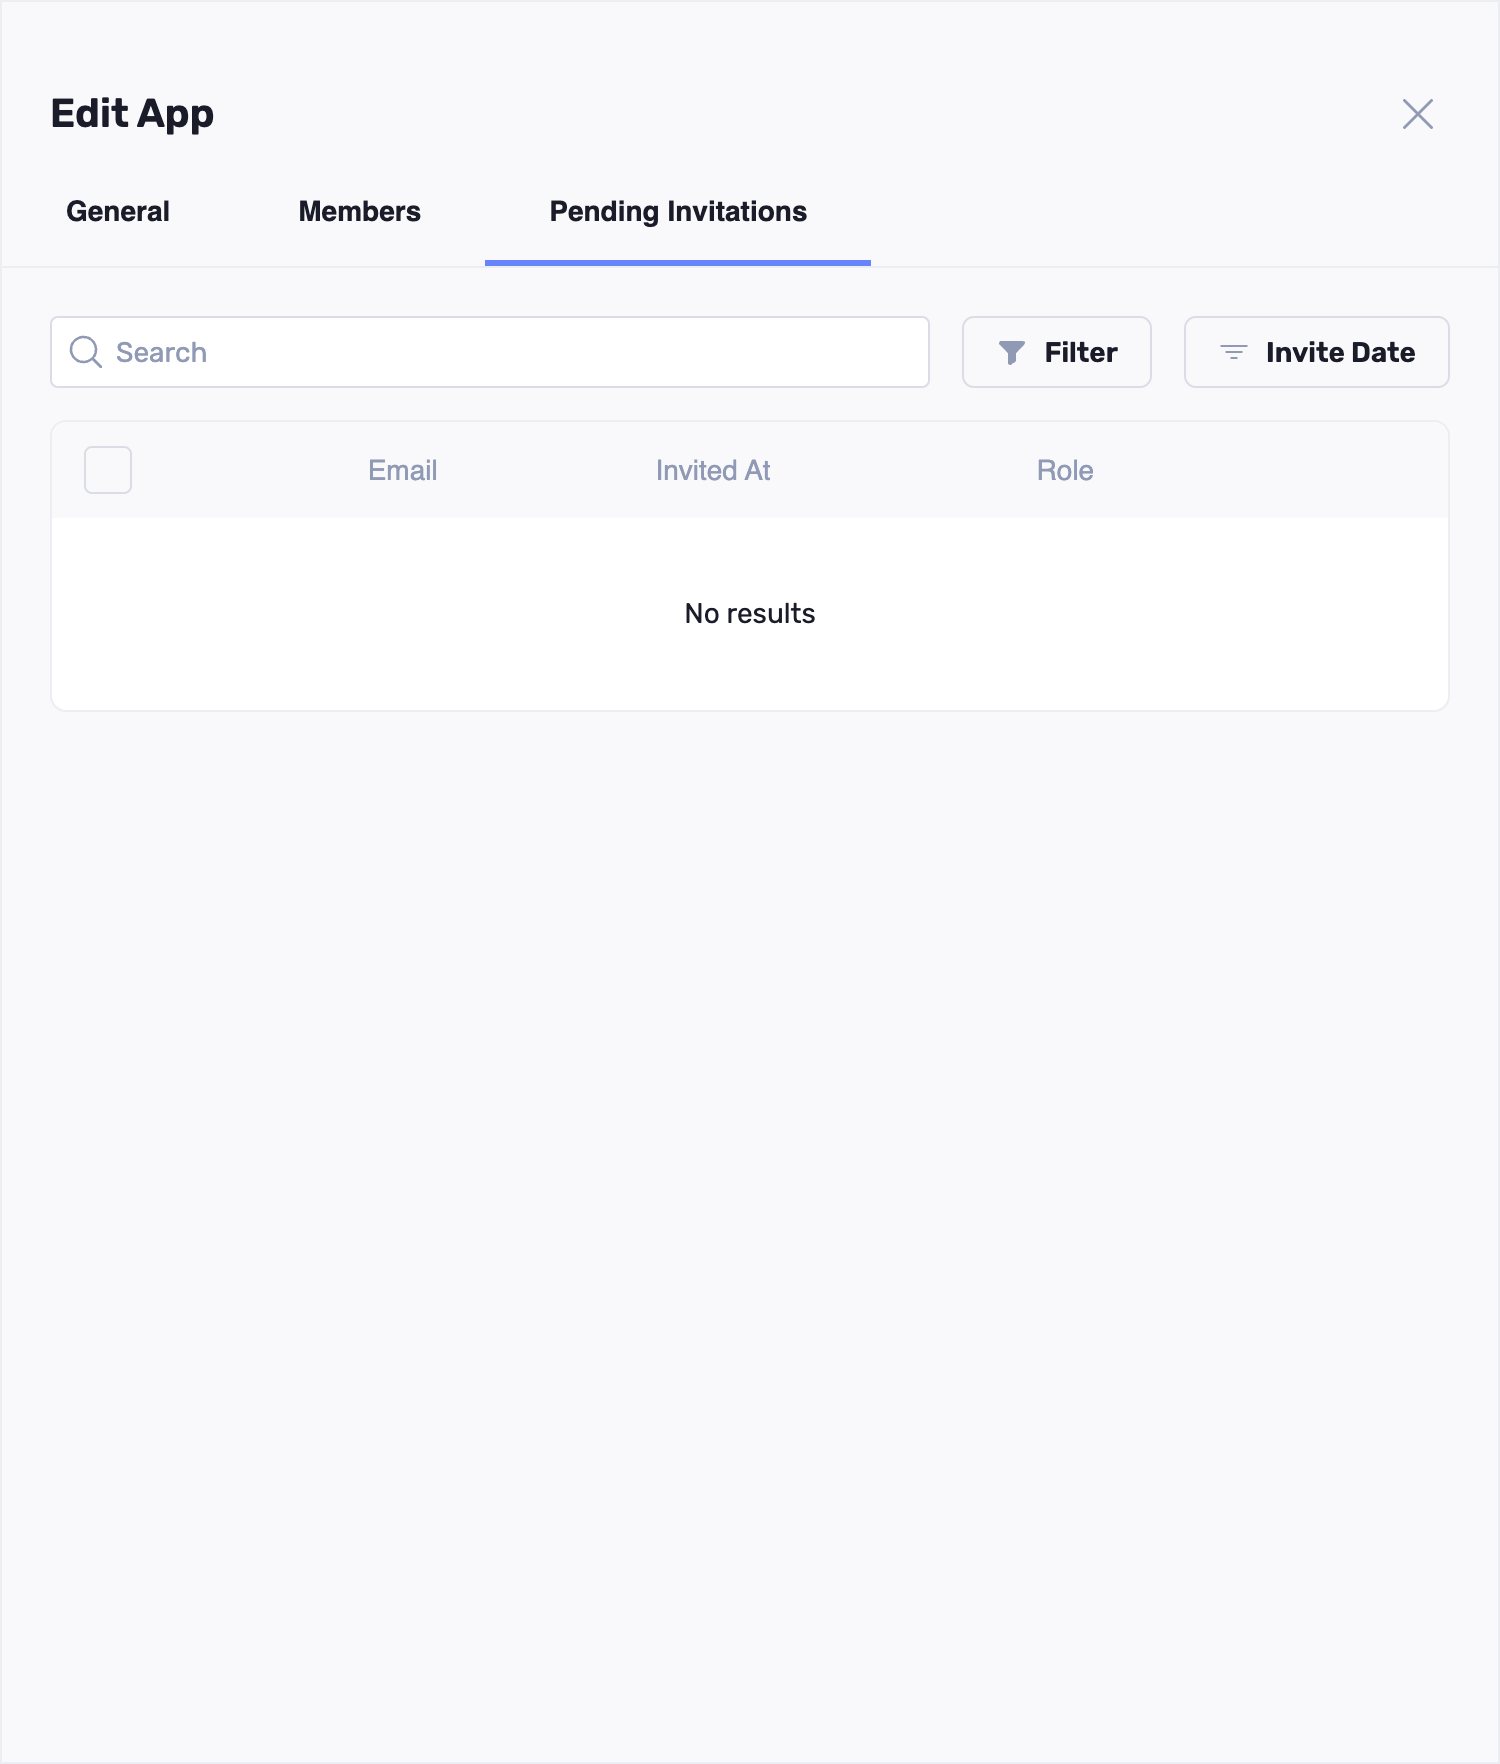 Edit App
General Members Pending Invitations
Search Filter Invite Date
Email Invited At Role
No results